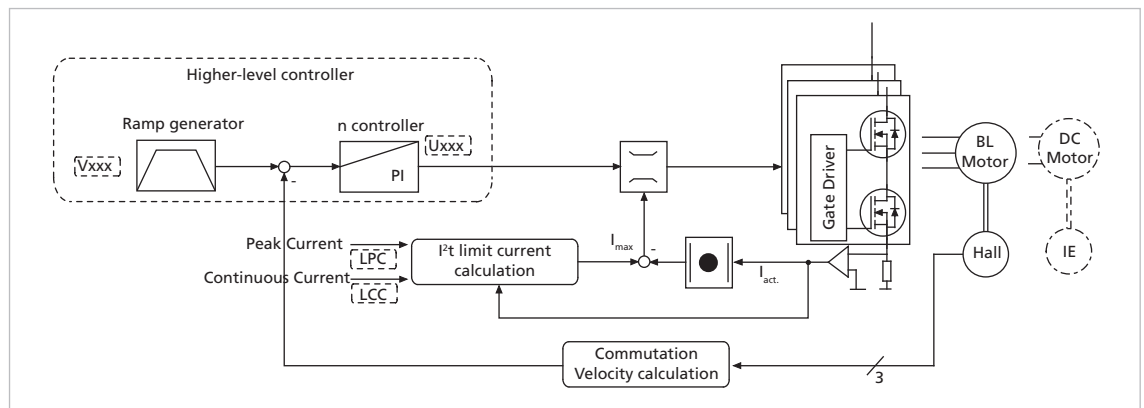 Higher-level controller
Ramp generator
n controller
Vxxx
Uxxx
-
PI
Gate Driver
BL
Motor
DC
Motor
Peak Current
LPC
Continuous Current
LCC
I²t limit current
calculation
Imax
-
Iact.
Hall
IE
Commutation
Velocity calculation
3